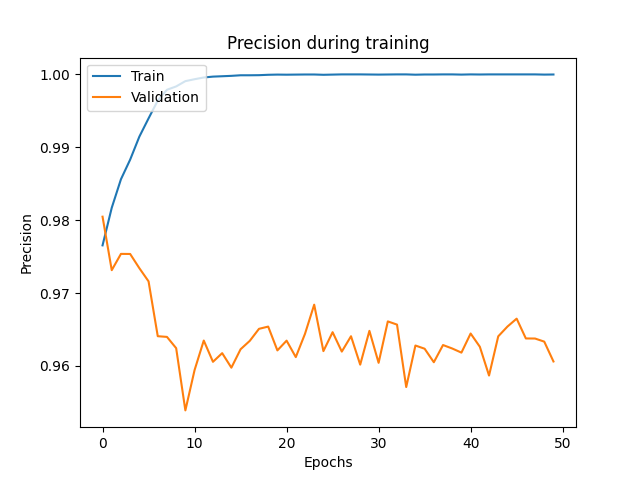 Precision during training
Train
Validation
1.00
0.99
0.98
0.97
0.96
Precision
0
10
20
30
40
50
Epochs